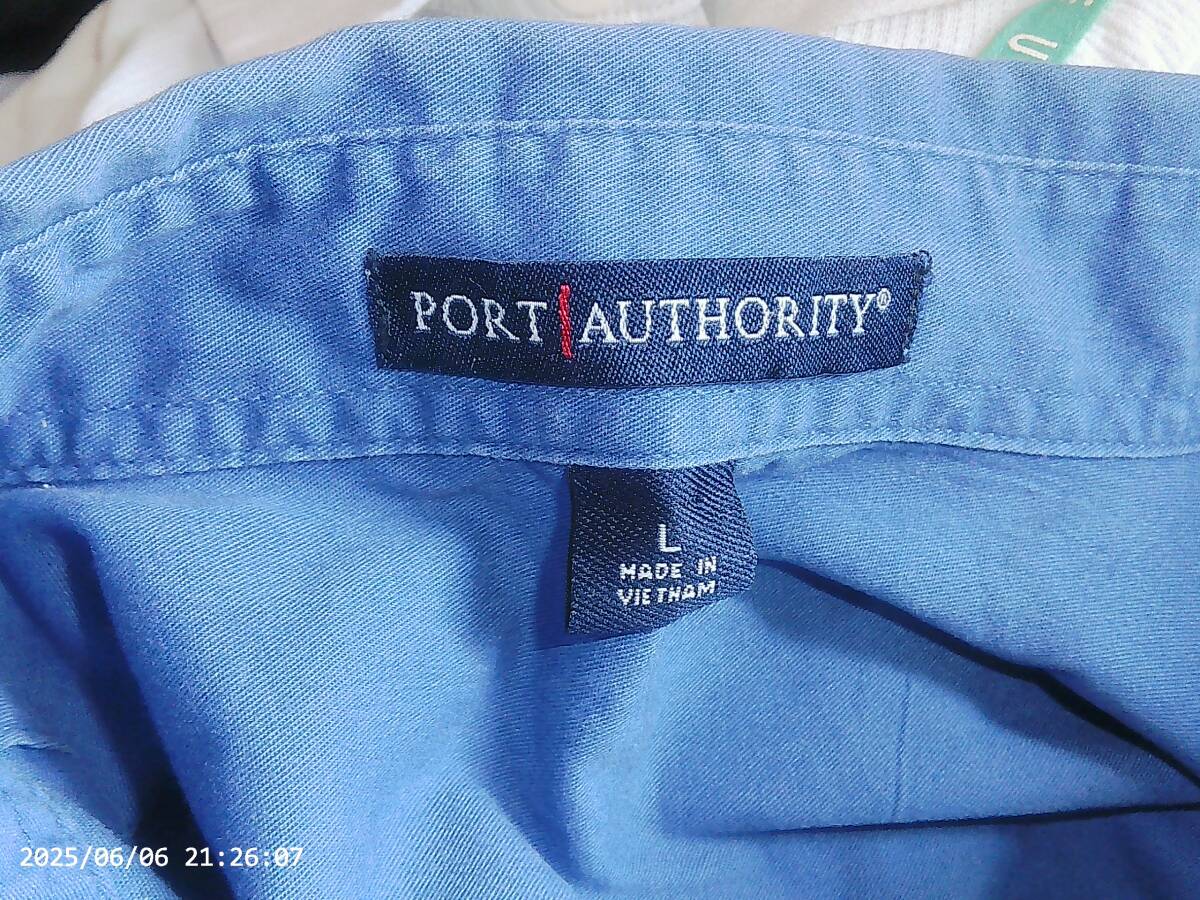 U
PORT AUTHORITY®
L
MADE IN
VIETNAM
2025/06/06 21:26:07